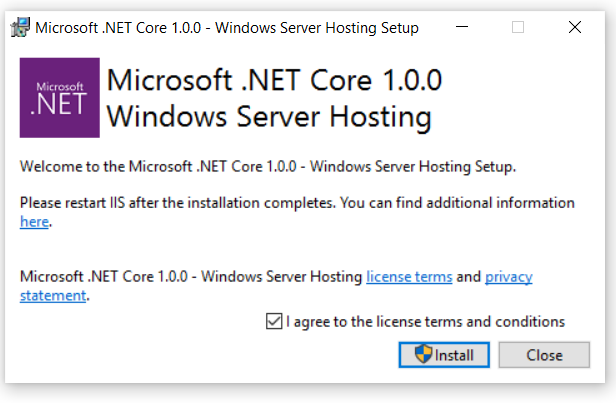 Microsoft .NET Core 1.0.0 - Windows Server Hosting Setup
Microsoft
.NET
Microsoft .NET Core 1.0.0
Windows Server Hosting
Welcome to the Microsoft .NET Core 1.0.0 - Windows Server Hosting Setup.
Please restart IIS after the installation completes. You can find additional information
here.
Microsoft .NET Core 1.0.0 - Windows Server Hosting license terms and privacy
statement.
I agree to the license terms and conditions
Install
Close